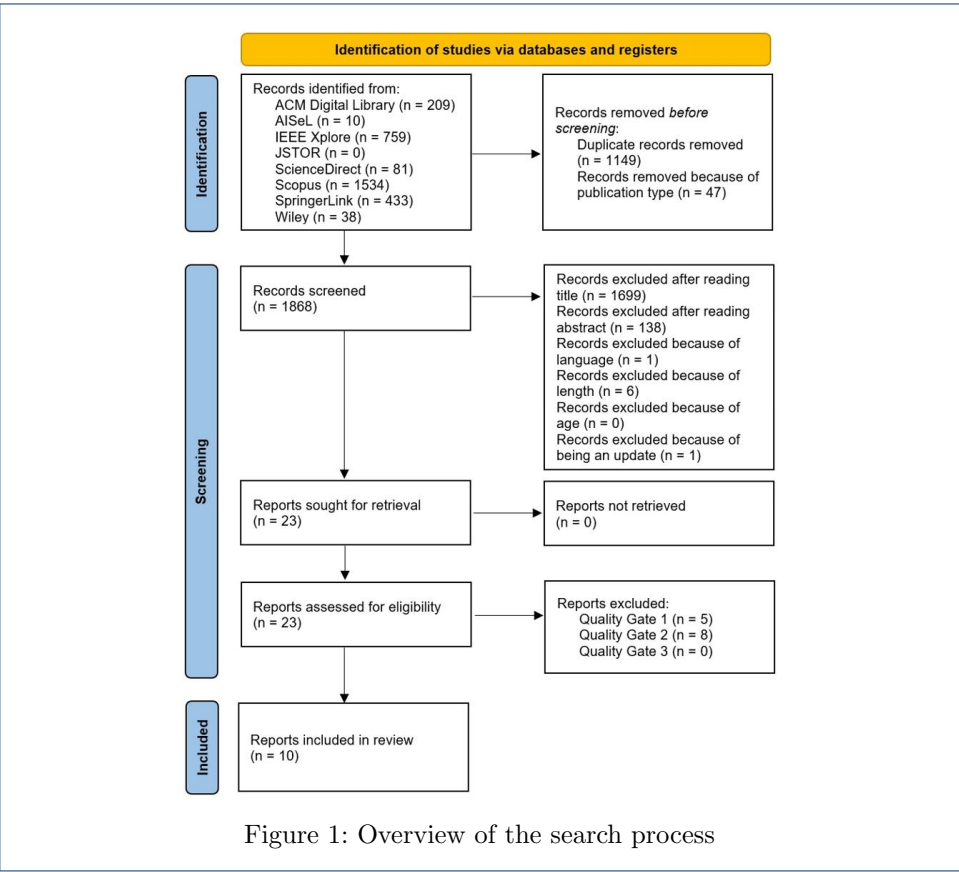 Identification of studies via databases and registers
Identification
Records identified from:
ACM Digital Library (n = 209)
AISeL (n = 10)
IEEE Xplore (n = 759)
JSTOR (n = 0)
ScienceDirect (n = 81)
Scopus (n = 1534)
SpringerLink (n = 433)
Wiley (n = 38)
Records removed before
screening:
Duplicate records removed
(n = 1149)
Records removed because of
publication type (n = 47)
Screening
Records screened
(n = 1868)
Records excluded after reading
title (n = 1699)
Records excluded after reading
abstract (n = 138)
Records excluded because of
language (n = 1)
Records excluded because of
length (n = 6)
Records excluded because of
age (n = 0)
Records excluded because of
being an update (n = 1)
Reports sought for retrieval
(n = 23)
Reports not retrieved
(n = 0)
Reports assessed for eligibility
(n = 23)
Reports excluded:
Quality Gate 1 (n = 5)
Quality Gate 2 (n = 8)
Quality Gate 3 (n = 0)
Included
Reports included in review
(n = 10)
Figure 1: Overview of the search process